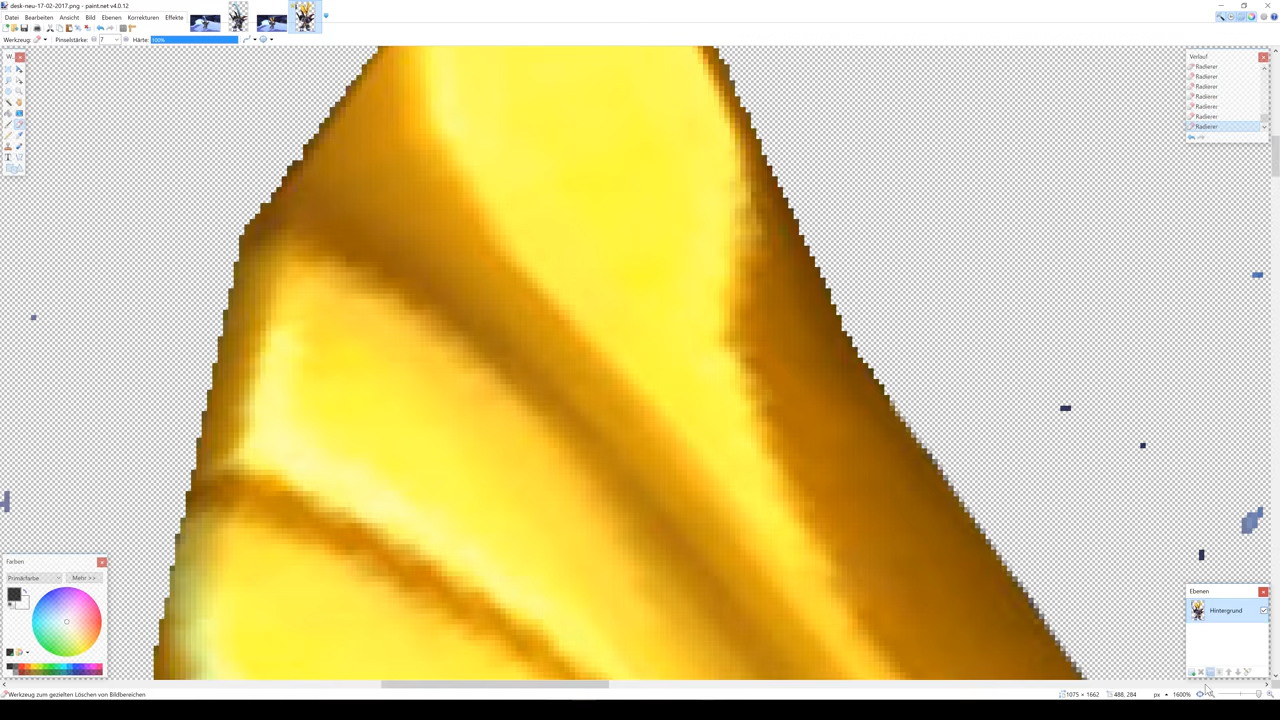 desk-neu-17-02-2017.png - paint.net v4.0.12
Datei Bearbeiten Ansicht Bild Ebenen Korrekturen Effekte
Werkzeug: Pinselstärke: 7 Härte: 100%
W...
Verlauf
Radierer
Radierer
Radierer
Radierer
Radierer
Radierer
Radierer
Farben
Primärfarbe Mehr >>
Ebenen
Hintergrund
Werkzeug zum gezielten Löschen von Bildbereichen 1075 × 1662 488, 284 px 1600%